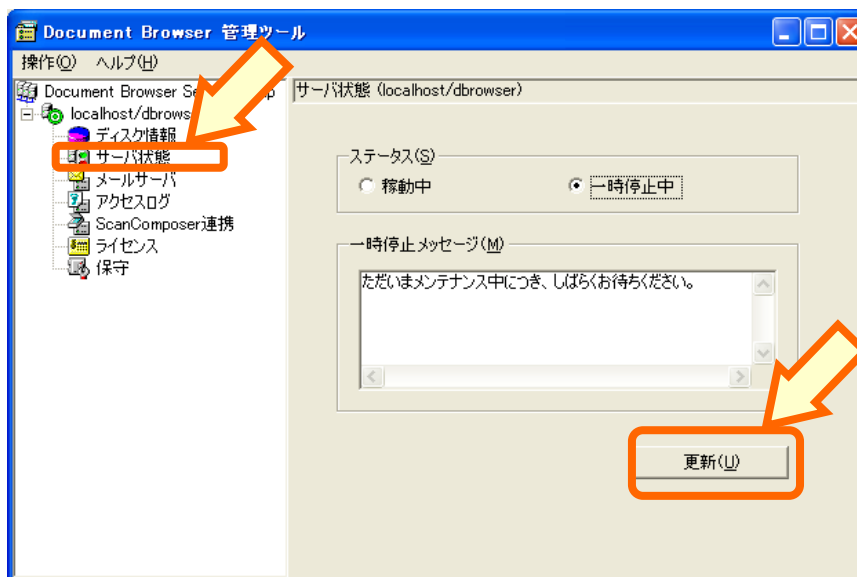 Document Browser 管理ツール
操作(O) ヘルプ(H)
Document Browser Se
localhost/dbrows
ディスク情報
サーバ状態
メールサーバ
アクセスログ
ScanComposer連携
ライセンス
保守
サーバ状態 (localhost/dbrowser)
ステータス(S)
稼動中
一時停止中
一時停止メッセージ(M)
ただいまメンテナンス中につき、しばらくお待ちください。
更新(U)